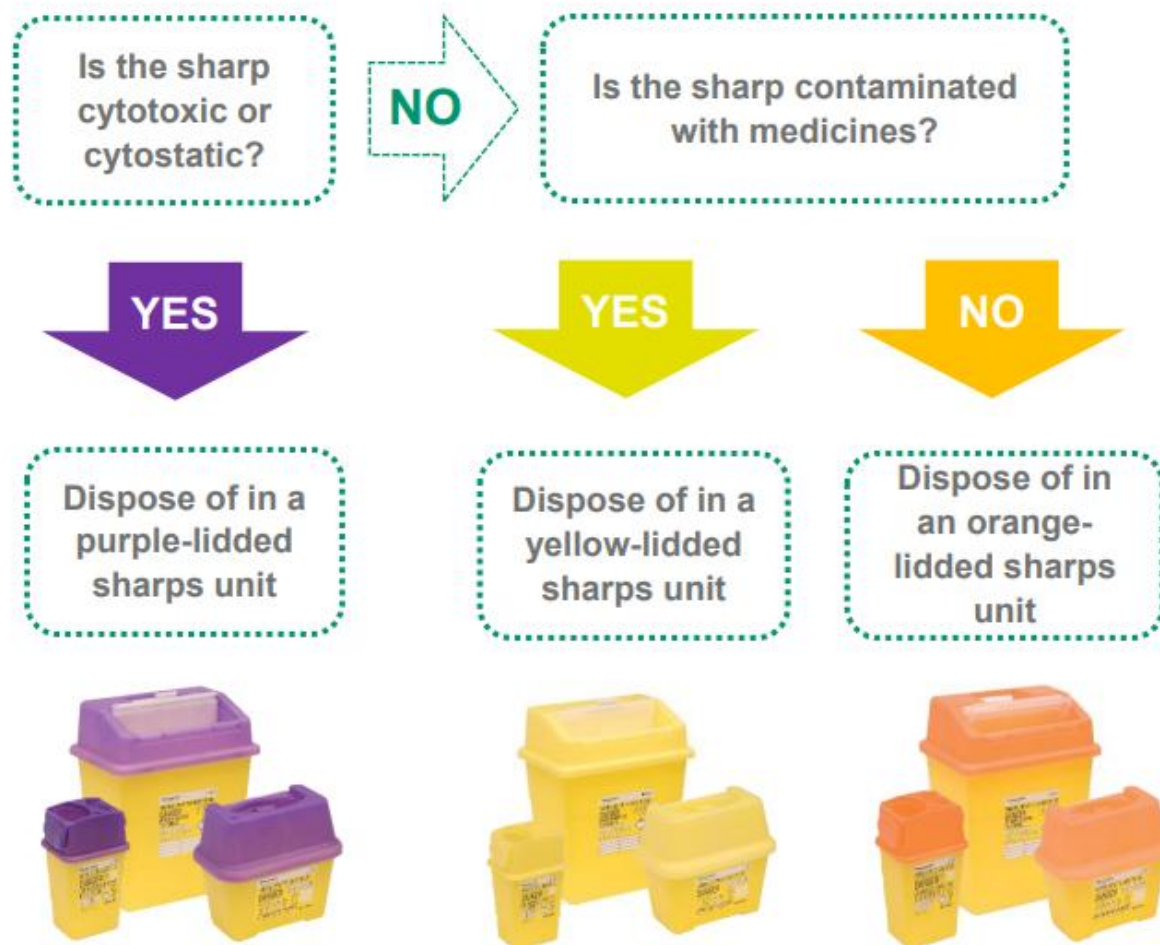 Is the sharp
cytotoxic or
cytostatic?
NO
Is the sharp contaminated
with medicines?
YES
YES
NO
Dispose of in a
purple-lidded
sharps unit
Dispose of in a
yellow-lidded
sharps unit
Dispose of in
an orange-
lidded sharps
unit